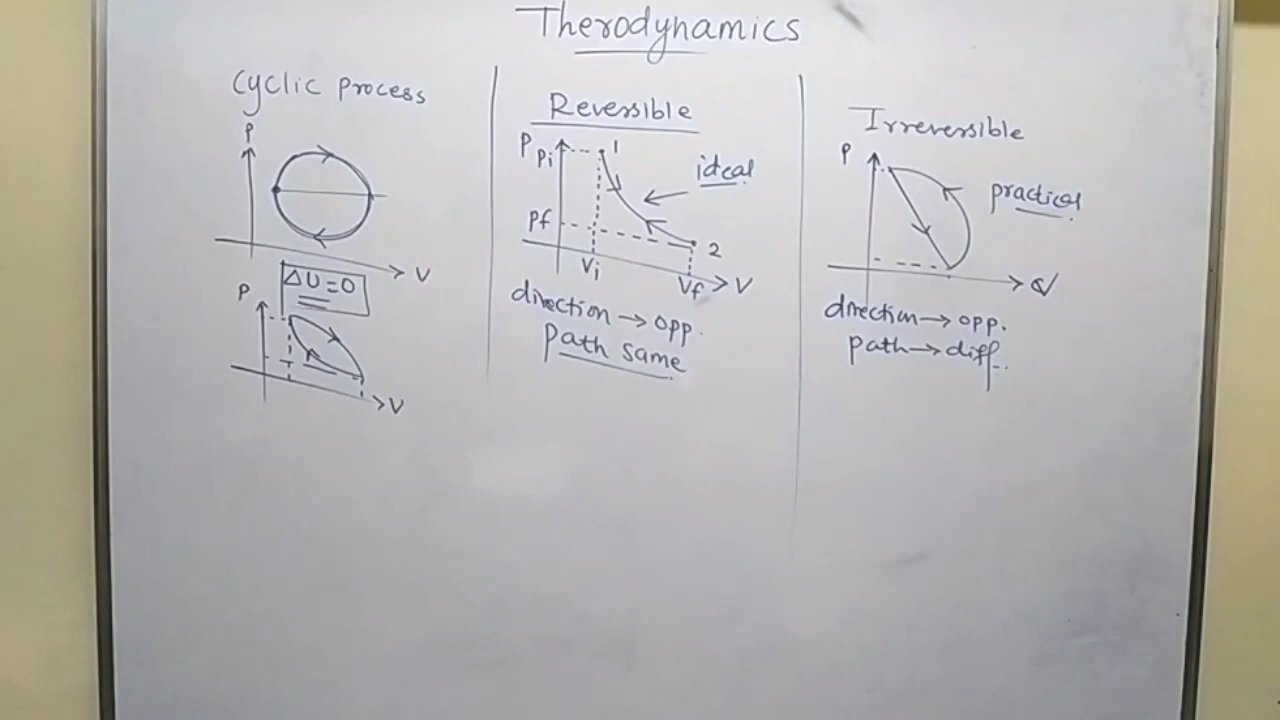 Therodynamics
Cyclic Process
P
V
ΔU=0
P
V
Reversible
P
Pi
1
ideal
Pf
2
Vi
Vf
V
direction → opp.
Path same
Irreversible
P
practical
V
direction → opp.
path → diff.